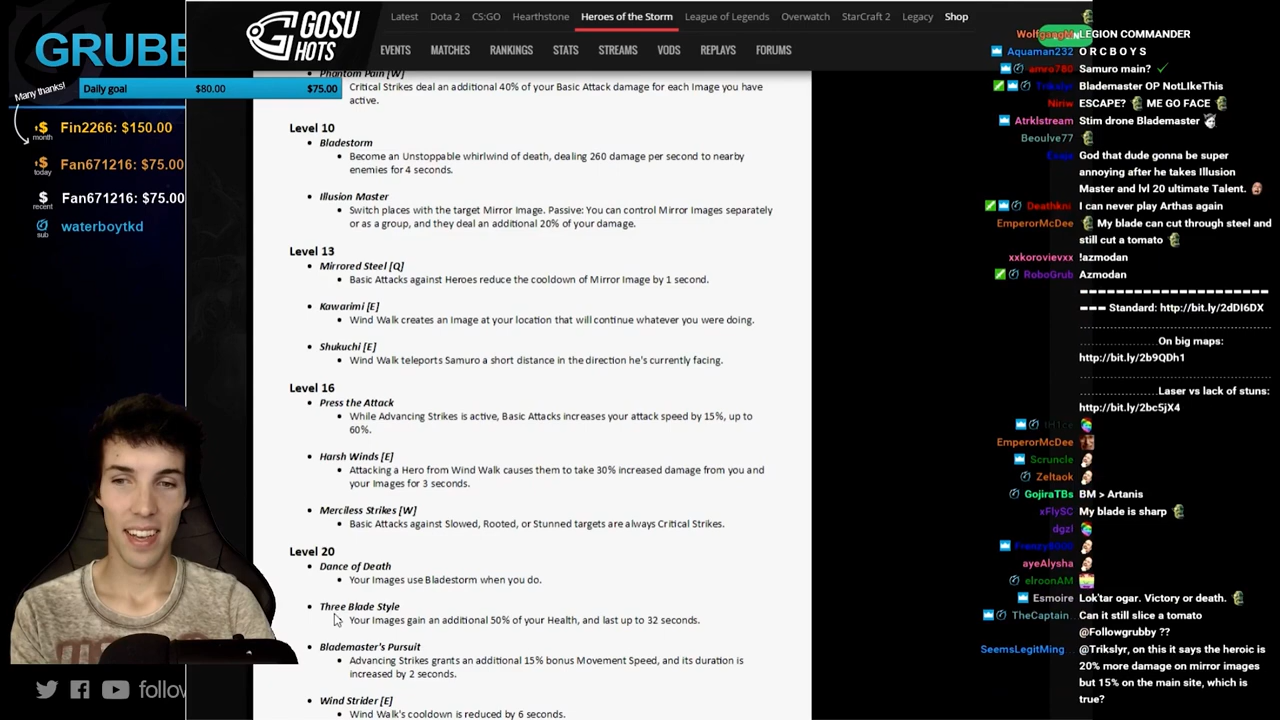 GRUBB
Many thanks!
Daily goal $80.00 $75.00
month Fin2266: $150.00
today Fan671216: $75.00
recent Fan671216: $75.00
sub waterboytkd
follow
GOSU
HOTS
Latest Dota 2 CS:GO Hearthstone Heroes of the Storm League of Legends Overwatch StarCraft 2 Legacy Shop
EVENTS MATCHES RANKINGS STATS STREAMS VODS REPLAYS FORUMS
Phantom Pain [W]
Critical Strikes deal an additional 40% of your Basic Attack damage for each Image you have
active.
Level 10
Bladestorm
Become an Unstoppable whirlwind of death, dealing 260 damage per second to nearby
enemies for 4 seconds.
Illusion Master
Switch places with the target Mirror Image. Passive: You can control Mirror Images separately
or as a group, and they deal an additional 20% of your damage.
Level 13
Mirrored Steel [Q]
Basic Attacks against Heroes reduce the cooldown of Mirror Image by 1 second.
Kawarimi [E]
Wind Walk creates an Image at your location that will continue whatever you were doing.
Shukuchi [E]
Wind Walk teleports Samuro a short distance in the direction he's currently facing.
Level 16
Press the Attack
While Advancing Strikes is active, Basic Attacks increases your attack speed by 15%, up to
60%.
Harsh Winds [E]
Attacking a Hero from Wind Walk causes them to take 30% increased damage from you and
your Images for 3 seconds.
Merciless Strikes [W]
Basic Attacks against Slowed, Rooted, or Stunned targets are always Critical Strikes.
Level 20
Dance of Death
Your Images use Bladestorm when you do.
Three Blade Style
Your Images gain an additional 50% of your Health, and last up to 32 seconds.
Blademaster's Pursuit
Advancing Strikes grants an additional 15% bonus Movement Speed, and its duration is
increased by 2 seconds.
Wind Strider [E]
Wind Walk's cooldown is reduced by 6 seconds.
LEGION COMMANDER
Aquaman232 O R C B O Y S
amro780 Samuro main?
Trikslyr Blademaster OP NotLIkeThis
Niriw ESCAPE? ME GO FACE
Atrklstream Stim drone Blademaster
Beoulve77
God that dude gonna be super
annoying after he takes Illusion
Master and lvl 20 ultimate Talent.
I can never play Arthas again
EmperorMcDee My blade can cut through steel and
still cut a tomato
xxkorovievxx !azmodan
RoboGrub Azmodan
====================
=== Standard: http://bit.ly/2dDI6DX
On big maps:
http://bit.ly/2b9QDh1
Laser vs lack of stuns:
http://bit.ly/2bc5jX4
EmperorMcDee
Scruncle
Zeltaok
GojiraTBs BM > Artanis
xFlySC My blade is sharp
dgzl
ayeAlysha
elroonAM
Esmoire Lok'tar ogar. Victory or death.
TheCaptain. Can it still slice a tomato
@Followgrubby ??
SeemsLegitMing.. @Trikslyr, on this it says the heroic is
20% more damage on mirror images
but 15% on the main site, which is
true?